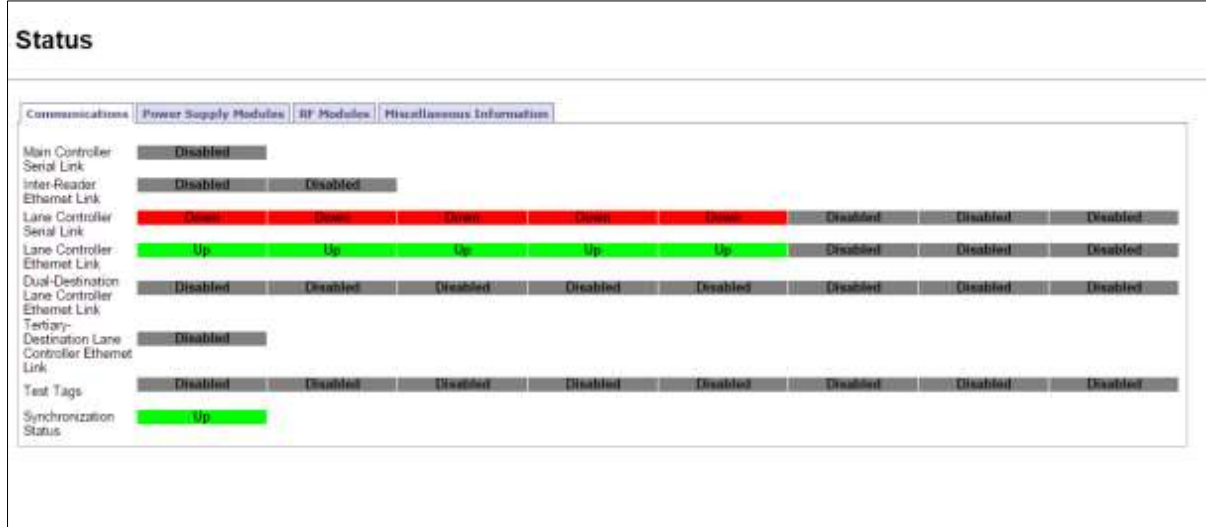 Status
Communications Power Supply Modules RF Modules Miscellaneous Information
Main Controller Disabled
Serial Link
Inter-Reader Disabled Disabled
Ethernet Link
Lane Controller Down Down Down Down Down Disabled Disabled Disabled
Serial Link
Lane Controller Up Up Up Up Up Disabled Disabled Disabled
Ethernet Link
Dual-Destination
Lane Controller Disabled Disabled Disabled Disabled Disabled Disabled Disabled Disabled
Ethernet Link
Tertiary-
Destination Lane Disabled
Controller Ethernet
Link
Test Tags Disabled Disabled Disabled Disabled Disabled Disabled Disabled Disabled
Synchronization Up
Status